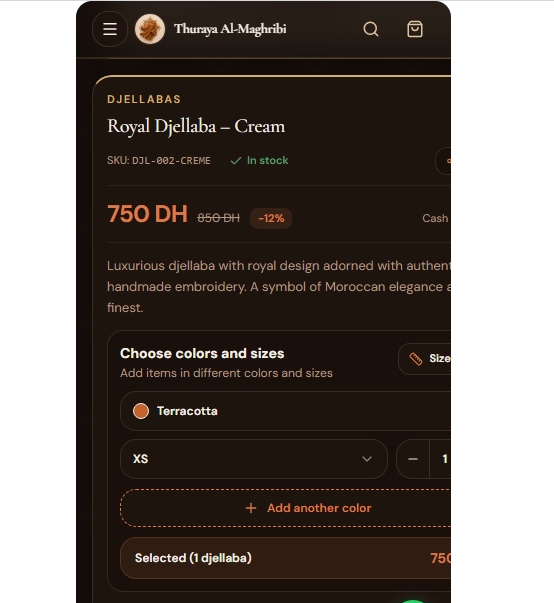 Thuraya Al-Maghribi
DJELLABAS
Royal Djellaba – Cream
SKU: DJL-002-CREME · In stock
750 DH 850 DH -12% Cash
Luxurious djellaba with royal design adorned with
handmade embroidery. A symbol of Moroccan elegance
finest.
Choose colors and sizes
Size
Add items in different colors and sizes
Terracotta
XS − 1
+ Add another color
Selected (1 djellaba) 750